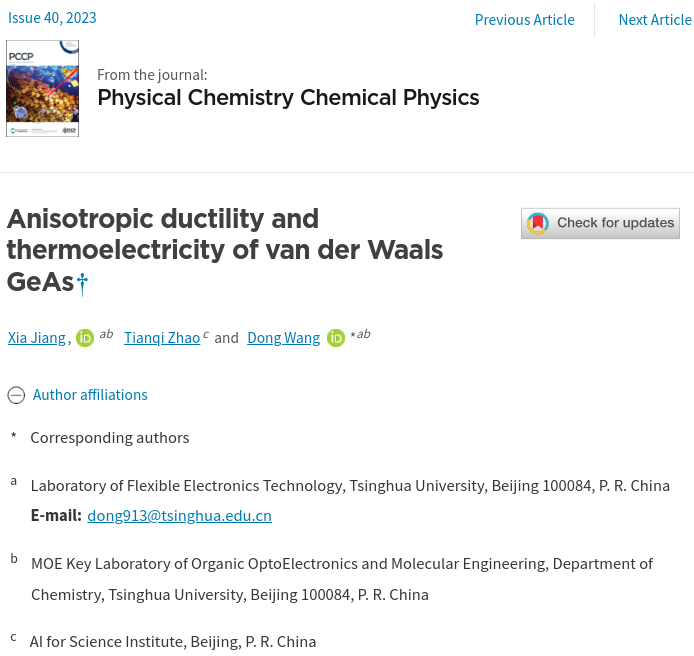 Issue 40, 2023
Previous Article
Next Article
PCCP
From the journal:
Physical Chemistry Chemical Physics
Anisotropic ductility and
thermoelectricity of van der Waals
GeAs†
Check for updates
Xia Jiang, iD ab Tianqi Zhao c and Dong Wang iD *ab
Author affiliations
* Corresponding authors
a Laboratory of Flexible Electronics Technology, Tsinghua University, Beijing 100084, P. R. China
E-mail: dong913@tsinghua.edu.cn
b MOE Key Laboratory of Organic OptoElectronics and Molecular Engineering, Department of
Chemistry, Tsinghua University, Beijing 100084, P. R. China
c AI for Science Institute, Beijing, P. R. China